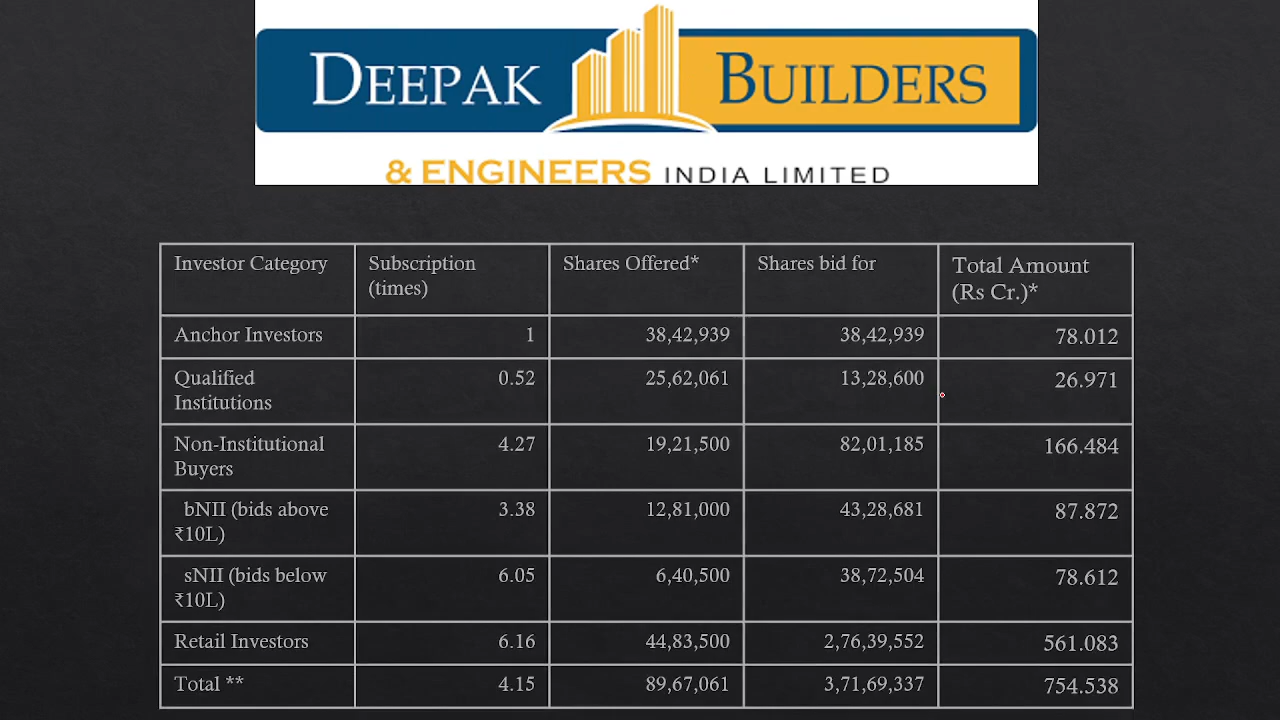 DEEPAK BUILDERS
& ENGINEERS INDIA LIMITED
Investor Category
Subscription
(times)
Shares Offered*
Shares bid for
Total Amount
(Rs Cr.)*
Anchor Investors
1
38,42,939
38,42,939
78.012
Qualified
Institutions
0.52
25,62,061
13,28,600
26.971
Non-Institutional
Buyers
4.27
19,21,500
82,01,185
166.484
bNII (bids above
₹10L)
3.38
12,81,000
43,28,681
87.872
sNII (bids below
₹10L)
6.05
6,40,500
38,72,504
78.612
Retail Investors
6.16
44,83,500
2,76,39,552
561.083
Total **
4.15
89,67,061
3,71,69,337
754.538